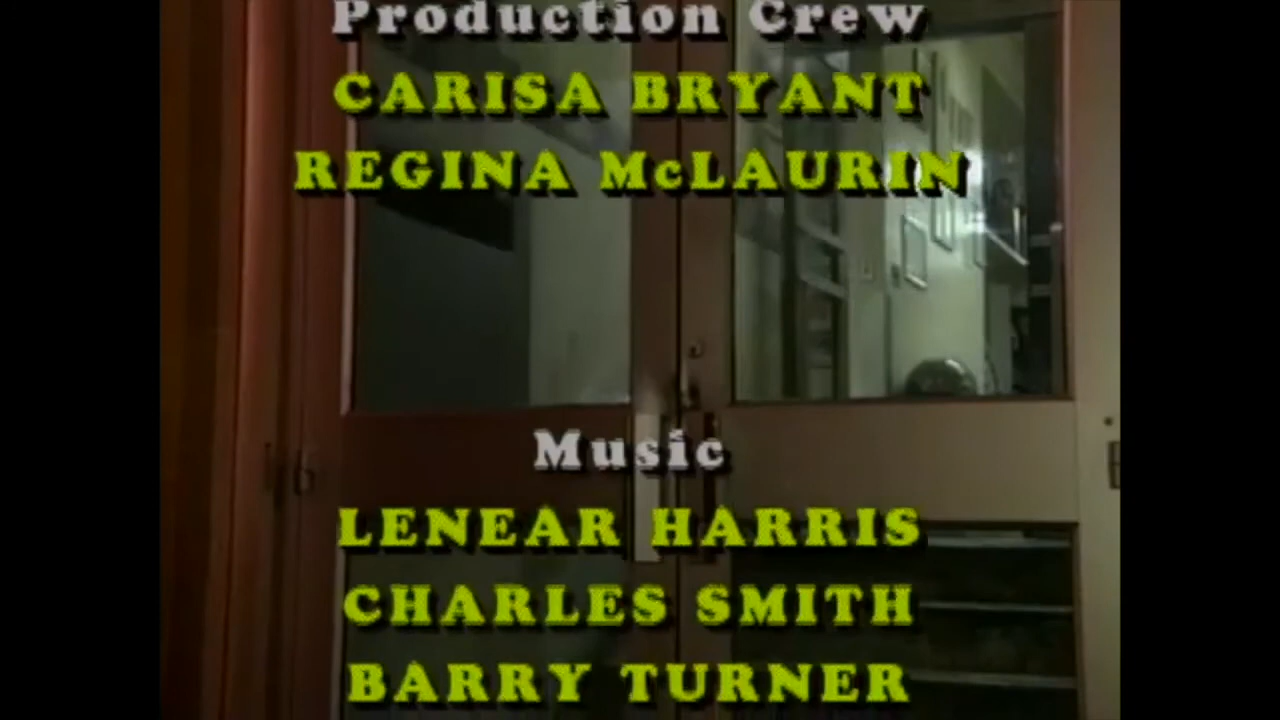 Production Crew
CARISA BRYANT
REGINA McLAURIN
Music
LENEAR HARRIS
CHARLES SMITH
BARRY TURNER